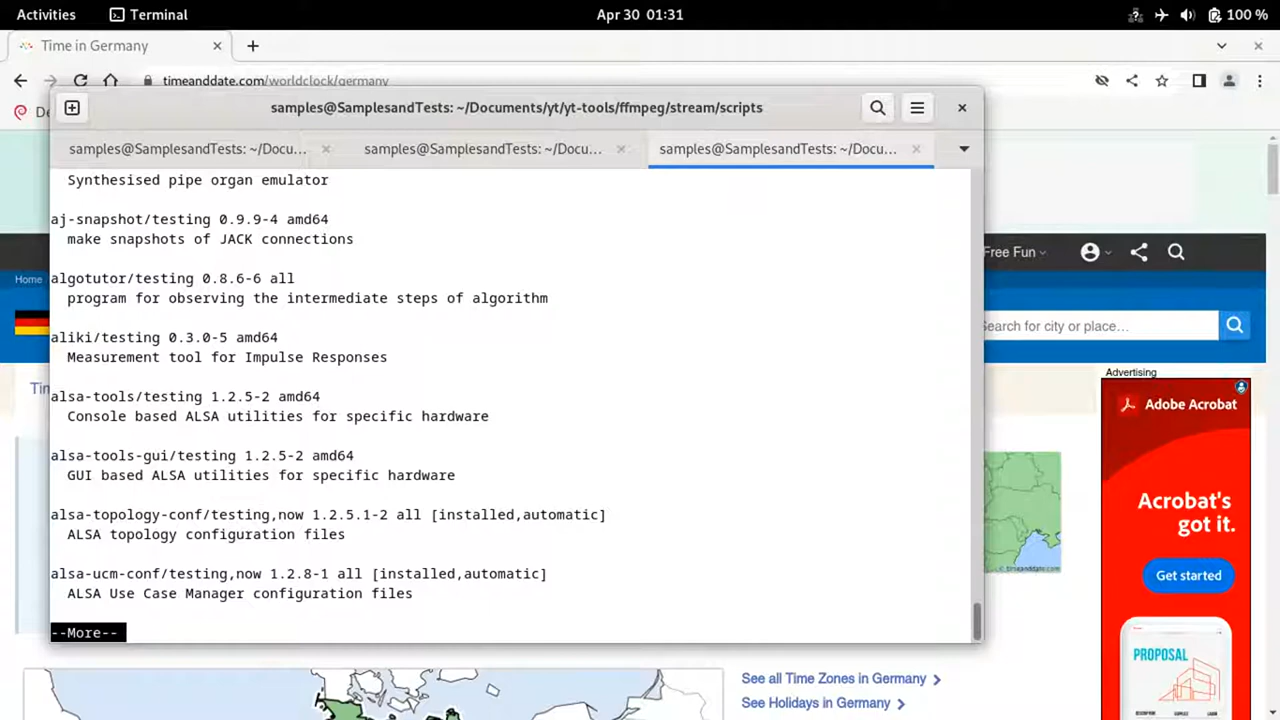 Activities
Terminal
Apr 30 01:31
100 %
Time in Germany
timeanddate.com/worldclock/germany
samples@SamplesandTests: ~/Documents/yt/yt-tools/ffmpeg/stream/scripts
samples@SamplesandTests: ~/Docu...
samples@SamplesandTests: ~/Docu...
samples@SamplesandTests: ~/Docu...
Synthesised pipe organ emulator
aj-snapshot/testing 0.9.9-4 amd64
make snapshots of JACK connections
algotutor/testing 0.8.6-6 all
program for observing the intermediate steps of algorithm
aliki/testing 0.3.0-5 amd64
Measurement tool for Impulse Responses
alsa-tools/testing 1.2.5-2 amd64
Console based ALSA utilities for specific hardware
alsa-tools-gui/testing 1.2.5-2 amd64
GUI based ALSA utilities for specific hardware
alsa-topology-conf/testing,now 1.2.5.1-2 all [installed,automatic]
ALSA topology configuration files
alsa-ucm-conf/testing,now 1.2.8-1 all [installed,automatic]
ALSA Use Case Manager configuration files
--More--
Free Fun
Home
Search for city or place...
Advertising
Adobe Acrobat
Acrobat's
got it.
Get started
PROPOSAL
See all Time Zones in Germany
See Holidays in Germany